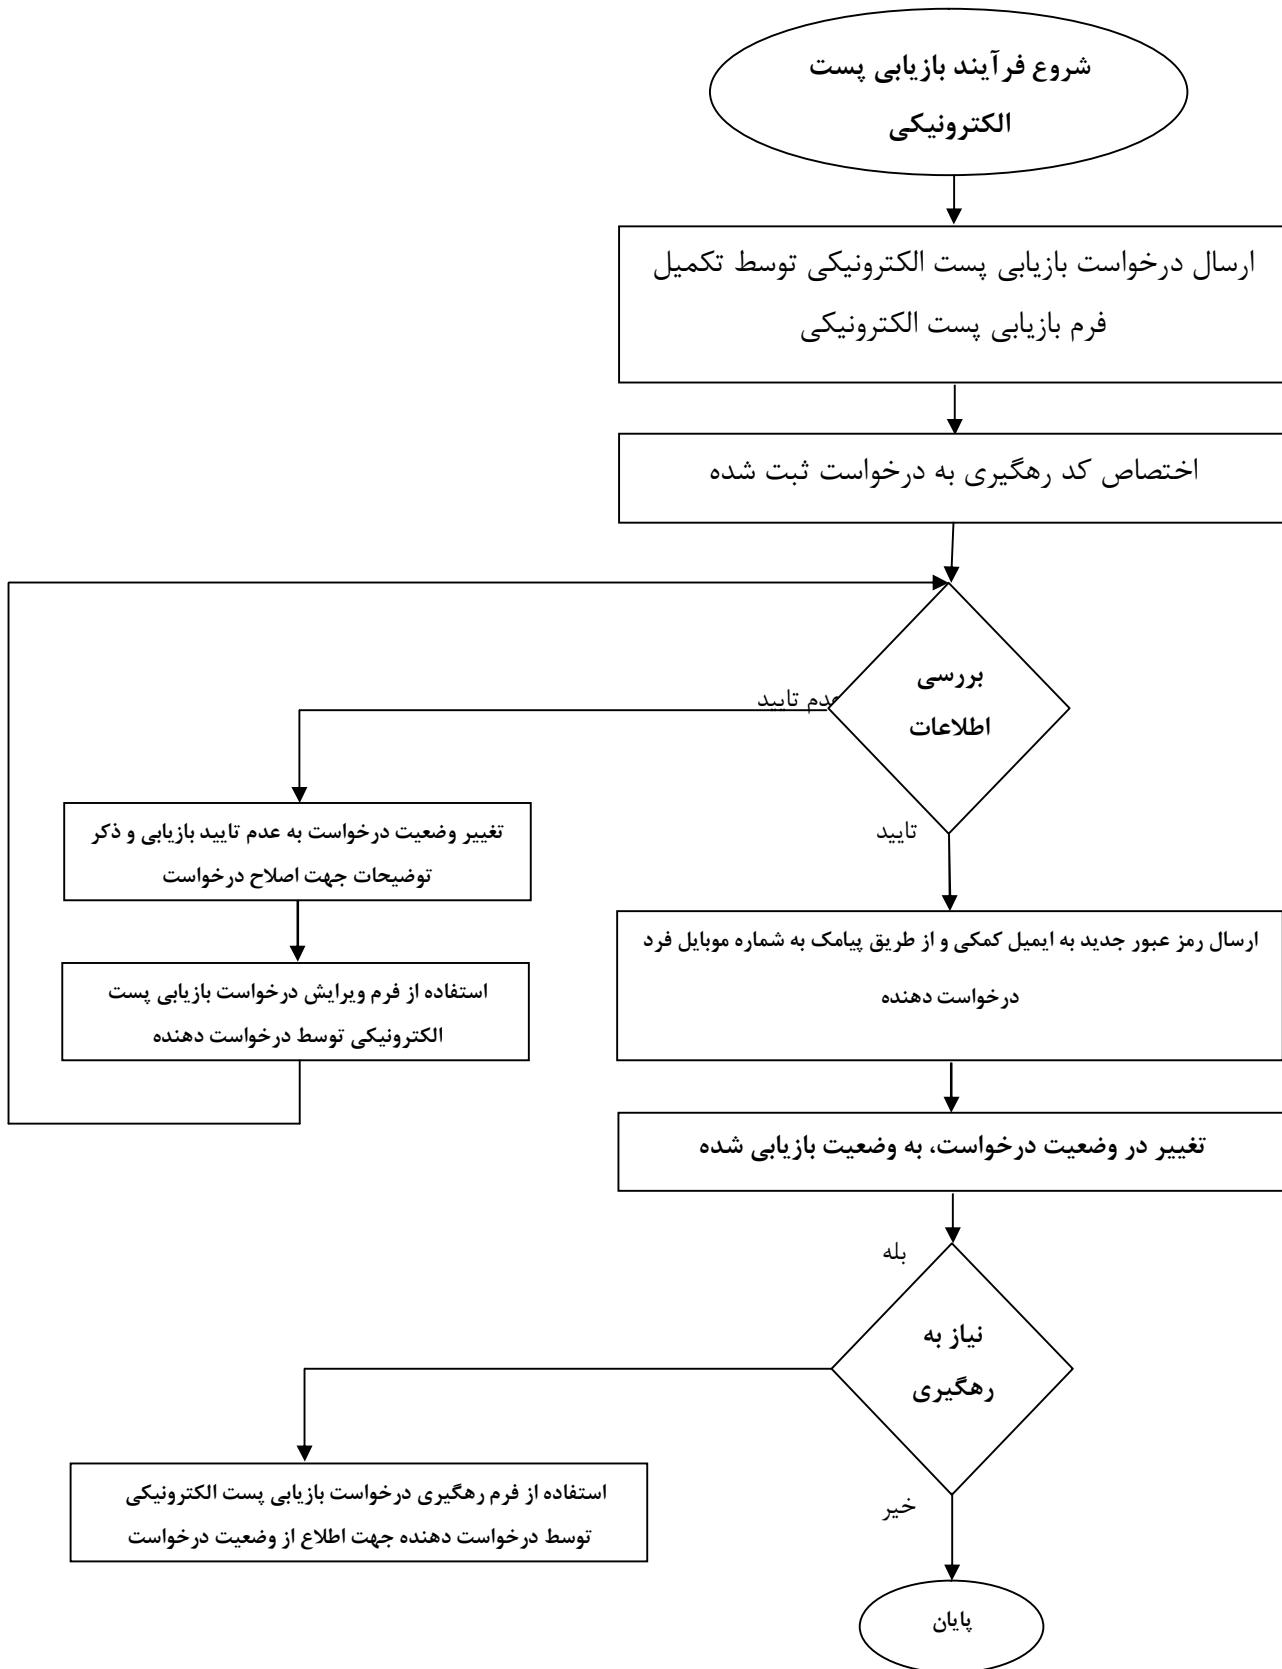 شروع فرآیند بازیابی پست
الکترونیکی
ارسال درخواست بازیابی پست الکترونیکی توسط تکمیل
فرم بازیابی پست الکترونیکی
اختصاص کد رهگیری به درخواست ثبت شده
بررسی
اطلاعات
عدم تایید
تایید
تغییر وضعیت درخواست به عدم تایید بازیابی و ذکر
توضیحات جهت اصلاح درخواست
استفاده از فرم ویرایش درخواست بازیابی پست
الکترونیکی توسط درخواست دهنده
ارسال رمز عبور جدید به ایمیل کمکی و از طریق پیامک به شماره موبایل فرد
درخواست دهنده
تغییر در وضعیت درخواست، به وضعیت بازیابی شده
بله
نیاز به
رهگیری
استفاده از فرم رهگیری درخواست بازیابی پست الکترونیکی
توسط درخواست دهنده جهت اطلاع از وضعیت درخواست
خیر
پایان